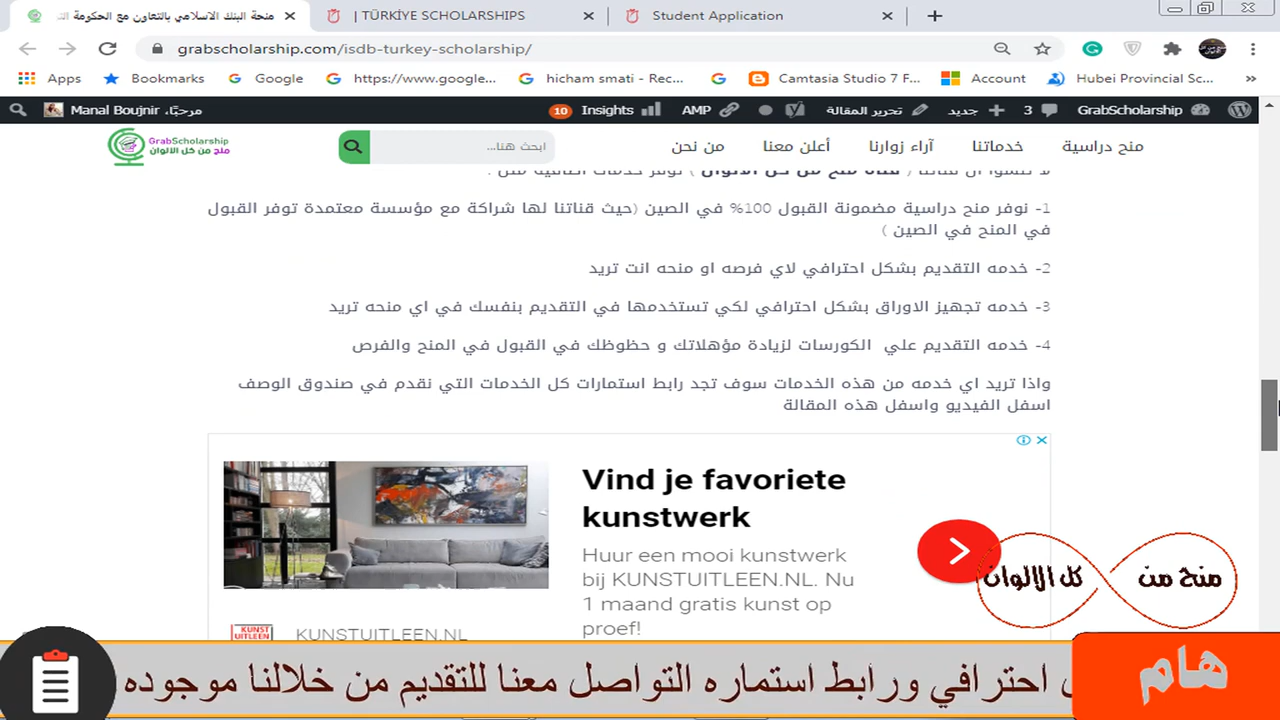 منحة البنك الاسلامي بالتعاون مع الحكومة الت
| TÜRKİYE SCHOLARSHIPS
Student Application
grabscholarship.com/isdb-turkey-scholarship/
Apps
Bookmarks
Google
https://www.google...
hicham smati - Rec...
Camtasia Studio 7 F...
Account
Hubei Provincial Sc...
»
مرحبًا، Manal Boujnir
10 Insights
AMP
تحرير المقالة
جديد
3
GrabScholarship
GrabScholarship
منح من كل الالوان
ابحث هنا...
منح دراسية
خدماتنا
آراء زوارنا
أعلن معنا
من نحن
1- نوفر منح دراسية مضمونة القبول 100% في الصين (حيث قناتنا لها شراكة مع مؤسسة معتمدة توفر القبول
في المنح في الصين )
2- خدمه التقديم بشكل احترافي لاي فرصه او منحه انت تريد
3- خدمه تجهيز الاوراق بشكل احترافي لكي تستخدمها في التقديم بنفسك في اي منحه تريد
4- خدمه التقديم علي الكورسات لزيادة مؤهلاتك و حظوظك في القبول في المنح والفرص
واذا تريد اي خدمه من هذه الخدمات سوف تجد رابط استمارات كل الخدمات التي نقدم في صندوق الوصف
اسفل الفيديو واسفل هذه المقالة
Vind je favoriete
kunstwerk
Huur een mooi kunstwerk
bij KUNSTUITLEEN.NL. Nu
1 maand gratis kunst op
proef!
KUNST
UITLEEN
KUNSTUITLEEN.NL
منح من كل الالوان
هام
احترافي ورابط استماره التواصل معنا للتقديم من خلالنا موجوده